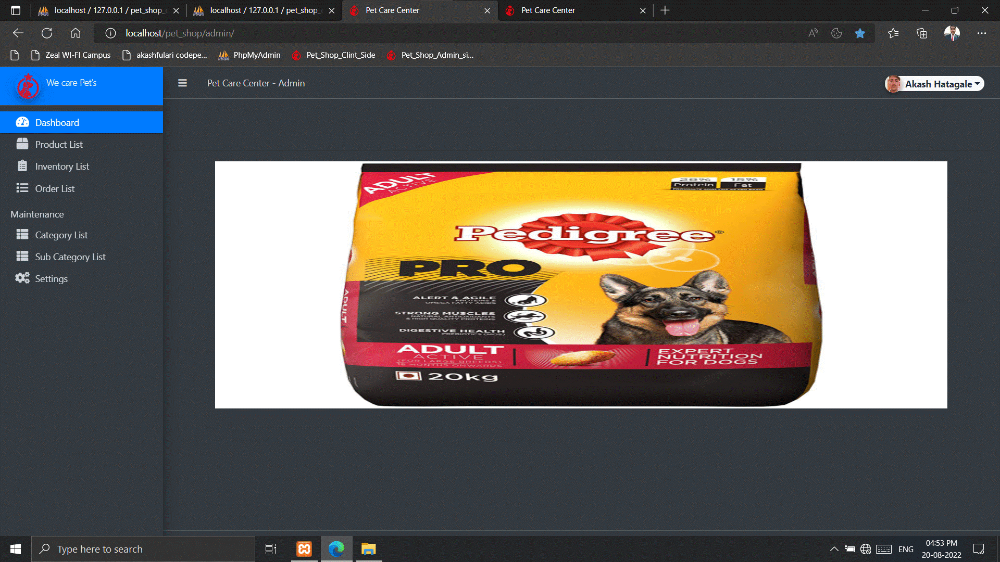 localhost / 127.0.0.1 / pet_shop_
localhost / 127.0.0.1 / pet_shop_
Pet Care Center
Pet Care Center
localhost/pet_shop/admin/
Zeal WI-FI Campus
akashfulari codepe...
PhpMyAdmin
Pet_Shop_Clint_Side
Pet_Shop_Admin_si...
We care Pet's
Pet Care Center - Admin
Akash Hatagale
Dashboard
Product List
Inventory List
Order List
Maintenance
Category List
Sub Category List
Settings
ADULT
ACTIVE
28% 15%
Protein Fat
Pedigree®
PRO
ALERT & AGILE
PROTEINS &
OMEGA FATTY ACIDS
STRONG MUSCLES
NATURAL ANTIOXIDANTS
& HIGH QUALITY PROTEINS
DIGESTIVE HEALTH
PREBIOTICS (MOS)
ADULT
ADULT
ACTIVE
(FOR LARGE BREEDS)
18 MONTHS ONWARDS
EXPERT
NUTRITION
FOR DOGS
20kg
Type here to search
ENG
04:53 PM
20-08-2022